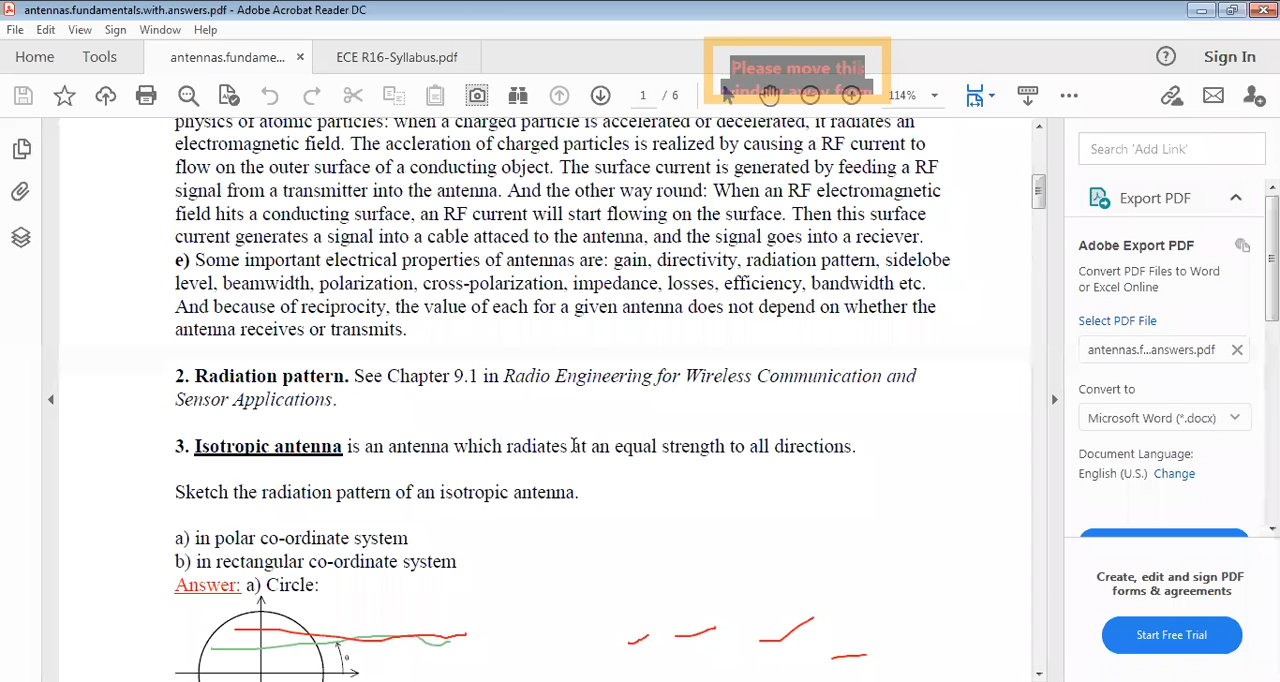 antennas.fundamentals.with.answers.pdf - Adobe Acrobat Reader DC
File Edit View Sign Window Help
Home Tools antennas.fundame... × ECE R16-Syllabus.pdf Sign In
Please move this
1 / 6 114%
physics of atomic particles: when a charged particle is accelerated or decelerated, it radiates an
electromagnetic field. The accleration of charged particles is realized by causing a RF current to
flow on the outer surface of a conducting object. The surface current is generated by feeding a RF
signal from a transmitter into the antenna. And the other way round: When an RF electromagnetic
field hits a conducting surface, an RF current will start flowing on the surface. Then this surface
current generates a signal into a cable attaced to the antenna, and the signal goes into a reciever.
e) Some important electrical properties of antennas are: gain, directivity, radiation pattern, sidelobe
level, beamwidth, polarization, cross-polarization, impedance, losses, efficiency, bandwidth etc.
And because of reciprocity, the value of each for a given antenna does not depend on whether the
antenna receives or transmits.
2. Radiation pattern. See Chapter 9.1 in Radio Engineering for Wireless Communication and
Sensor Applications.
3. Isotropic antenna is an antenna which radiates at an equal strength to all directions.
Sketch the radiation pattern of an isotropic antenna.
a) in polar co-ordinate system
b) in rectangular co-ordinate system
Answer: a) Circle:
θ
Search 'Add Link'
Export PDF
Adobe Export PDF
Convert PDF Files to Word
or Excel Online
Select PDF File
antennas.f...answers.pdf
Convert to
Microsoft Word (*.docx)
Document Language:
English (U.S.) Change
Create, edit and sign PDF
forms & agreements
Start Free Trial